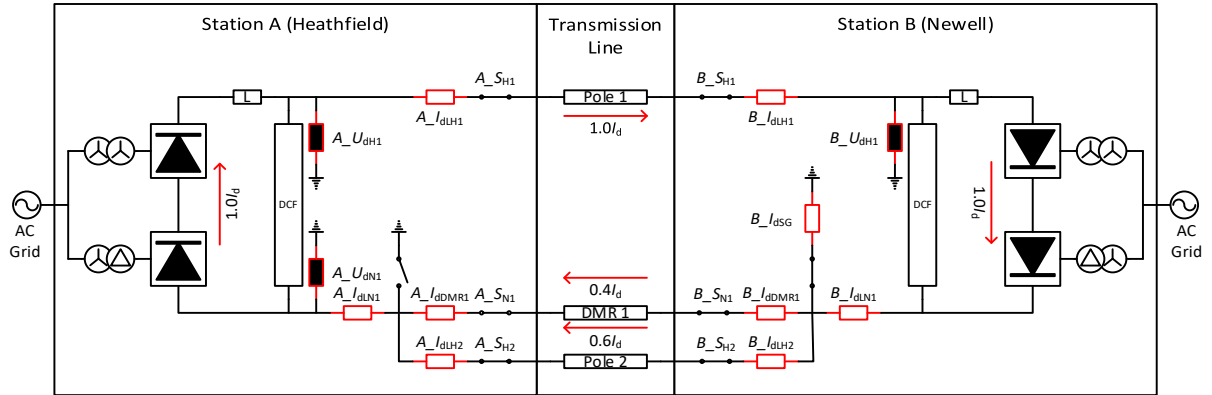 Station A (Heathfield)
Transmission
Line
Station B (Newell)
A_SH1
B_SH1
L
Pole 1
L
A_IdLH1
B_IdLH1
1.0Id
A_UdH1
B_UdH1
1.0Id
DCF
B_IdSG
DCF
1.0Id
AC
Grid
AC
Grid
A_UdN1
0.4Id
A_IdLN1
A_IdDMR1
A_SN1
B_SN1
B_IdDMR1
B_IdLN1
DMR 1
0.6Id
A_IdLH2
A_SH2
Pole 2
B_SH2
B_IdLH2